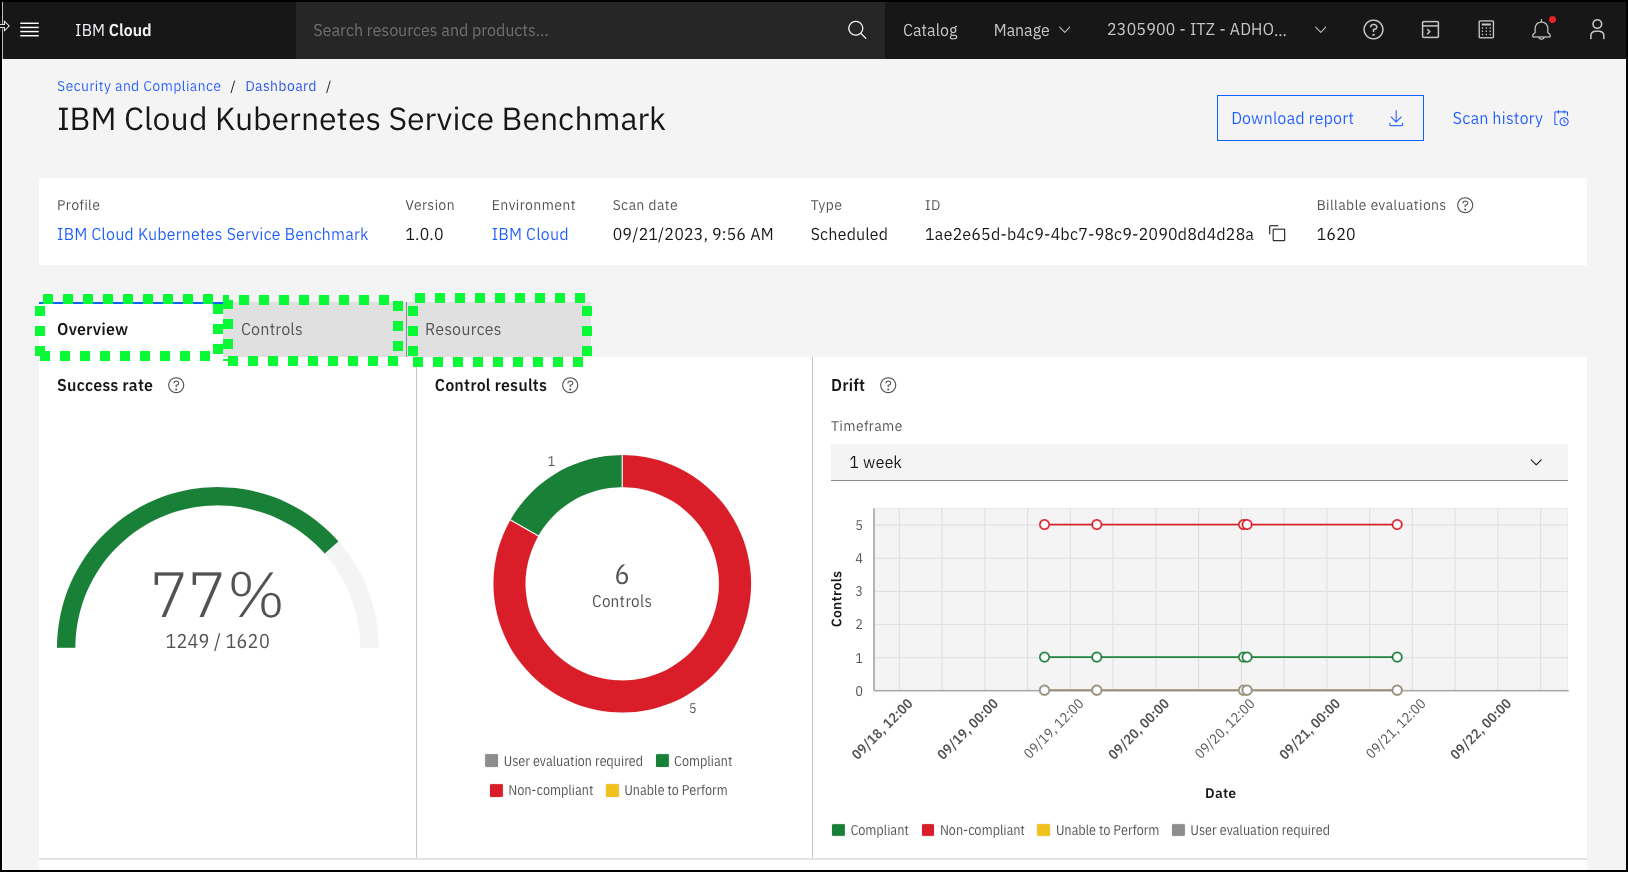 IBM Cloud
Search resources and products...
Catalog
Manage
2305900 - ITZ - ADHO...
Security and Compliance / Dashboard /
IBM Cloud Kubernetes Service Benchmark
Download report
Scan history
Profile
Version
Environment
Scan date
Type
ID
Billable evaluations
IBM Cloud Kubernetes Service Benchmark
1.0.0
IBM Cloud
09/21/2023, 9:56 AM
Scheduled
1ae2e65d-b4c9-4bc7-98c9-2090d8d4d28a
1620
Overview
Controls
Resources
Success rate
77%
1249 / 1620
Control results
1
6
Controls
5
User evaluation required
Compliant
Non-compliant
Unable to Perform
Drift
Timeframe
1 week
Controls
5
4
3
2
1
0
09/18, 12:00
09/19, 00:00
09/19, 12:00
09/20, 00:00
09/20, 12:00
09/21, 00:00
09/21, 12:00
09/22, 00:00
Date
Compliant
Non-compliant
Unable to Perform
User evaluation required